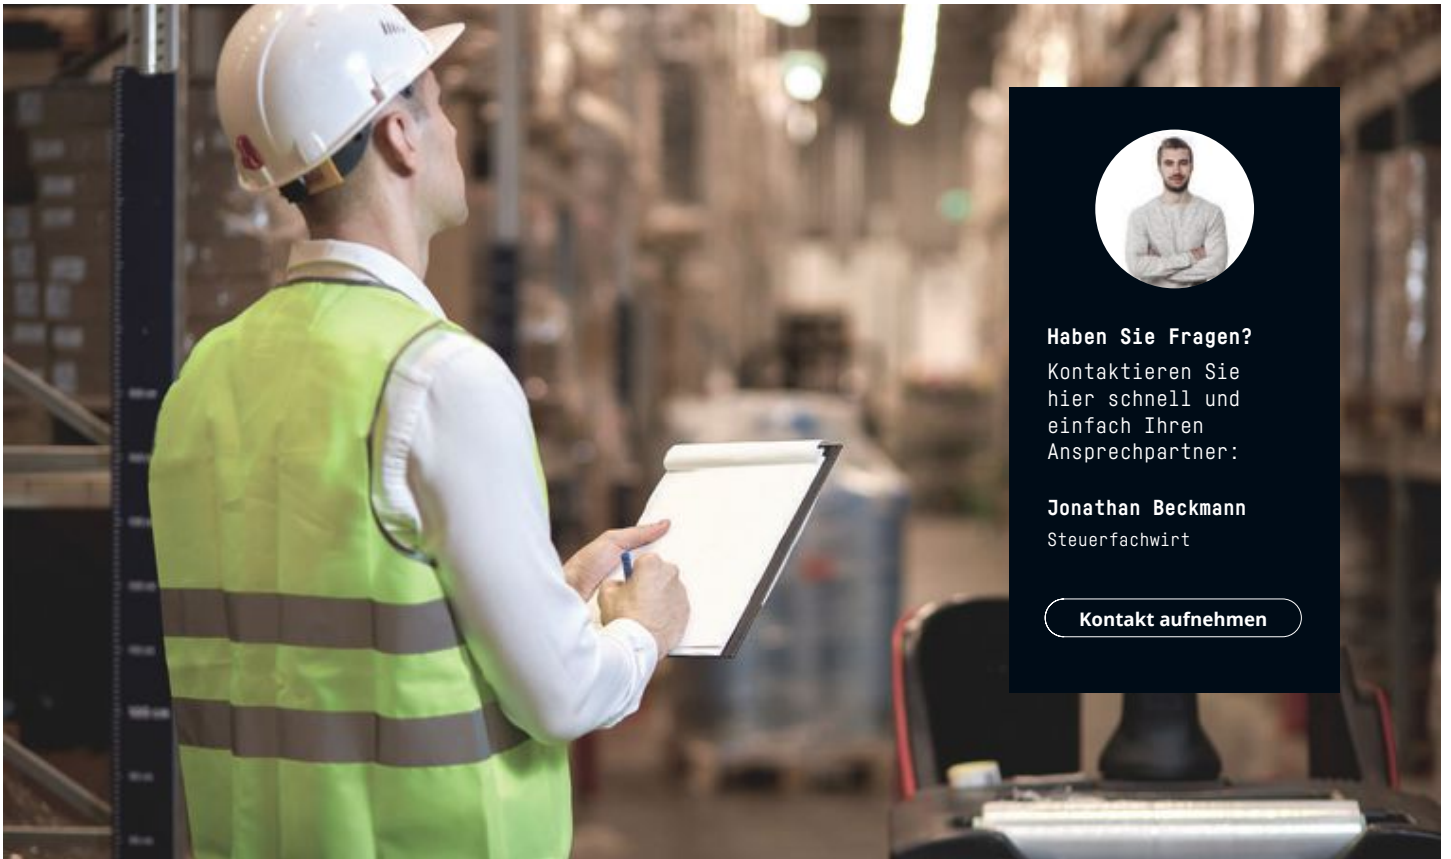 Haben Sie Fragen?
Kontaktieren Sie
hier schnell und
einfach Ihren
Ansprechpartner:
Jonathan Beckmann
Steuerfachwirt
Kontakt aufnehmen